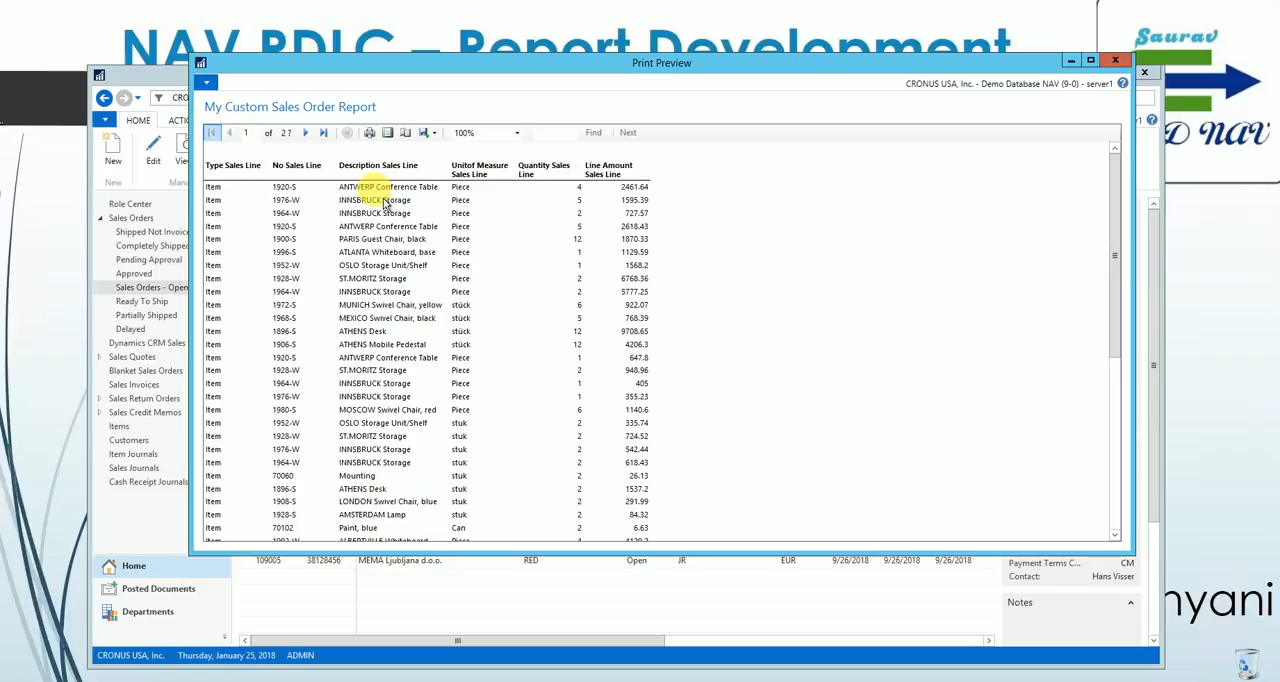 NAV RDLC – Report Development
Saurav
D NAV
nyani
Print Preview
CRONUS USA, Inc. - Demo Database NAV (9-0) - server1
My Custom Sales Order Report
1 of 2 ? 100% Find Next
Type Sales Line No Sales Line Description Sales Line Unitof Measure Sales Line Quantity Sales Line Line Amount Sales Line
Item 1920-S ANTWERP Conference Table Piece 4 2461.64
Item 1976-W INNSBRUCK Storage Piece 5 1595.39
Item 1964-W INNSBRUCK Storage Piece 2 727.57
Item 1920-S ANTWERP Conference Table Piece 5 2618.43
Item 1900-S PARIS Guest Chair, black Piece 12 1870.33
Item 1996-S ATLANTA Whiteboard, base Piece 1 1129.59
Item 1952-W OSLO Storage Unit/Shelf Piece 1 1568.2
Item 1928-W ST.MORITZ Storage Piece 2 6768.36
Item 1964-W INNSBRUCK Storage Piece 2 5777.25
Item 1972-S MUNICH Swivel Chair, yellow stück 6 922.07
Item 1968-S MEXICO Swivel Chair, black stück 5 768.39
Item 1896-S ATHENS Desk stück 12 9708.65
Item 1906-S ATHENS Mobile Pedestal stück 12 4206.3
Item 1920-S ANTWERP Conference Table Piece 1 647.8
Item 1928-W ST.MORITZ Storage Piece 2 948.96
Item 1964-W INNSBRUCK Storage Piece 1 405
Item 1976-W INNSBRUCK Storage Piece 1 355.23
Item 1980-S MOSCOW Swivel Chair, red Piece 6 1140.6
Item 1952-W OSLO Storage Unit/Shelf stuk 2 335.74
Item 1928-W ST.MORITZ Storage stuk 2 724.52
Item 1976-W INNSBRUCK Storage stuk 2 542.44
Item 1964-W INNSBRUCK Storage stuk 2 618.43
Item 70060 Mounting stuk 2 26.13
Item 1896-S ATHENS Desk stuk 2 1537.2
Item 1908-S LONDON Swivel Chair, blue stuk 2 291.99
Item 1928-S AMSTERDAM Lamp stuk 2 84.32
Item 70102 Paint, blue Can 2 6.63
Item 1992-W ALBERTVILLE Whiteboard Piece 4
CRO
HOME ACTIO
New Edit Vie
New Man
Role Center
Sales Orders
Shipped Not Invoic
Completely Shipped
Pending Approval
Approved
Sales Orders - Open
Ready To Ship
Partially Shipped
Delayed
Dynamics CRM Sales
Sales Quotes
Blanket Sales Orders
Sales Invoices
Sales Return Orders
Sales Credit Memos
Items
Customers
Item Journals
Sales Journals
Cash Receipt Journals
Home
Posted Documents
Departments
109005 38128456 MEMA Ljubljana d.o.o. RED Open JR EUR 9/26/2018 9/26/2018 9/26/2018
Payment Terms C... CM
Contact: Hans Visser
Notes
CRONUS USA, Inc. Thursday, January 25, 2018 ADMIN